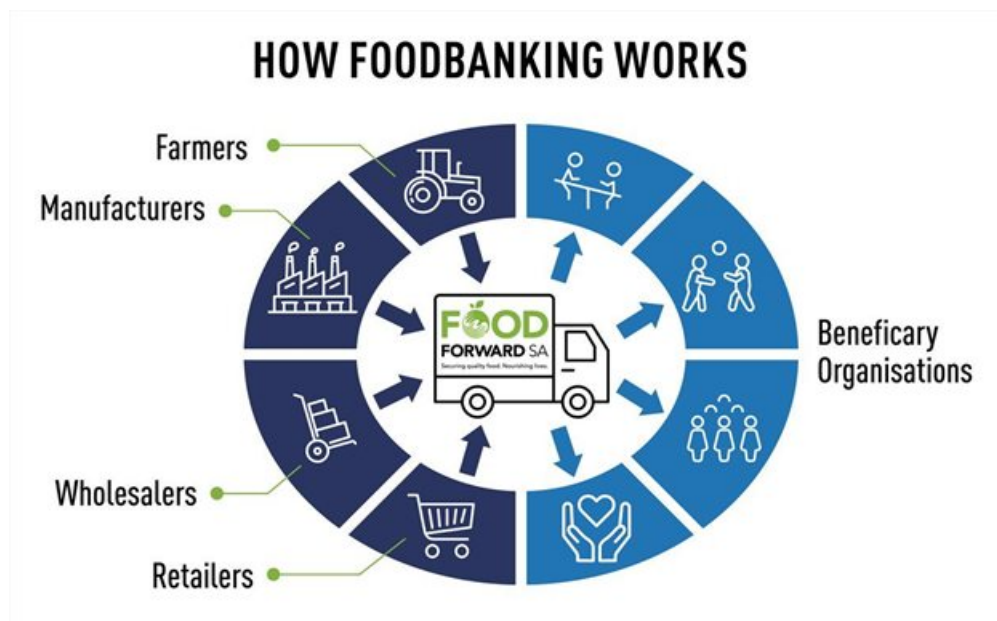 HOW FOODBANKING WORKS
Farmers
Manufacturers
Wholesalers
Retailers
FOOD
FORWARD SA
Securing quality food. Nourishing lives.
Beneficary
Organisations